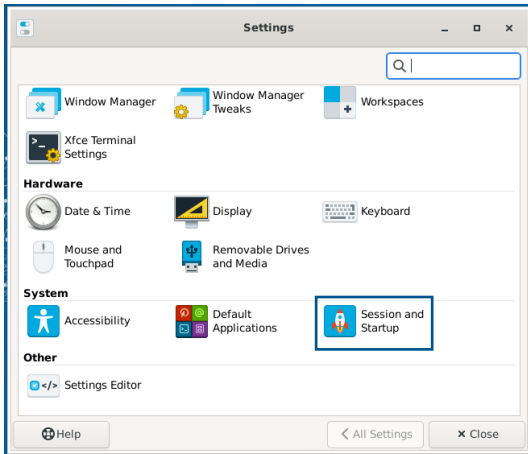 Settings
Window Manager
Window Manager
Tweaks
Workspaces
Xfce Terminal
Settings
Hardware
Date & Time
Display
Keyboard
Mouse and
Touchpad
Removable Drives
and Media
System
Accessibility
Default
Applications
Session and
Startup
Other
</> Settings Editor
Help
All Settings
Close